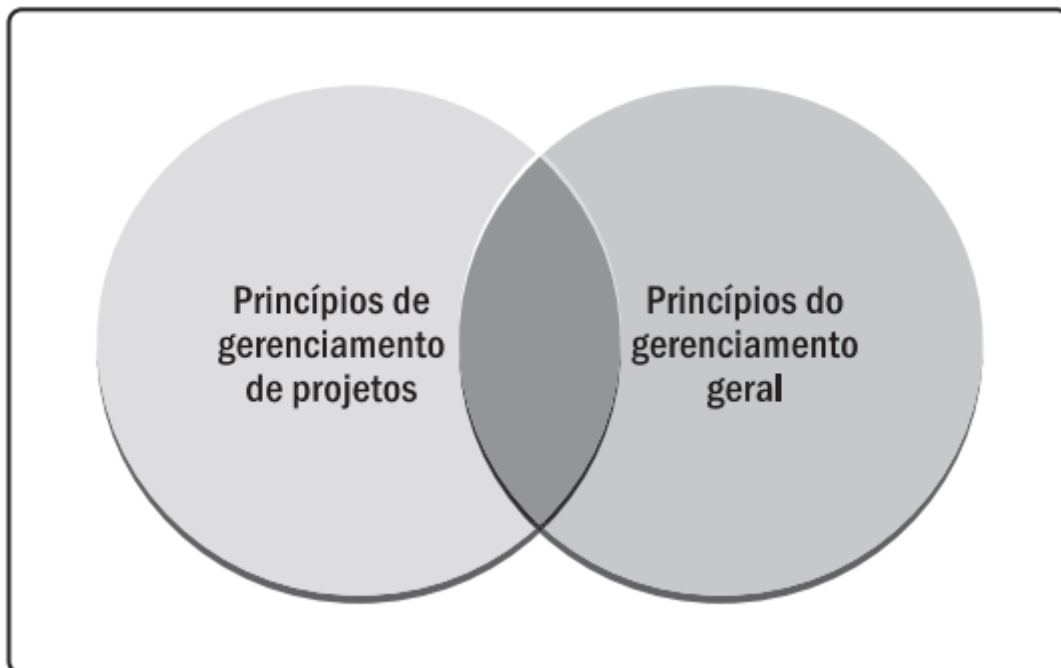 Princípios de
gerenciamento
de projetos
Princípios do
gerenciamento
geral